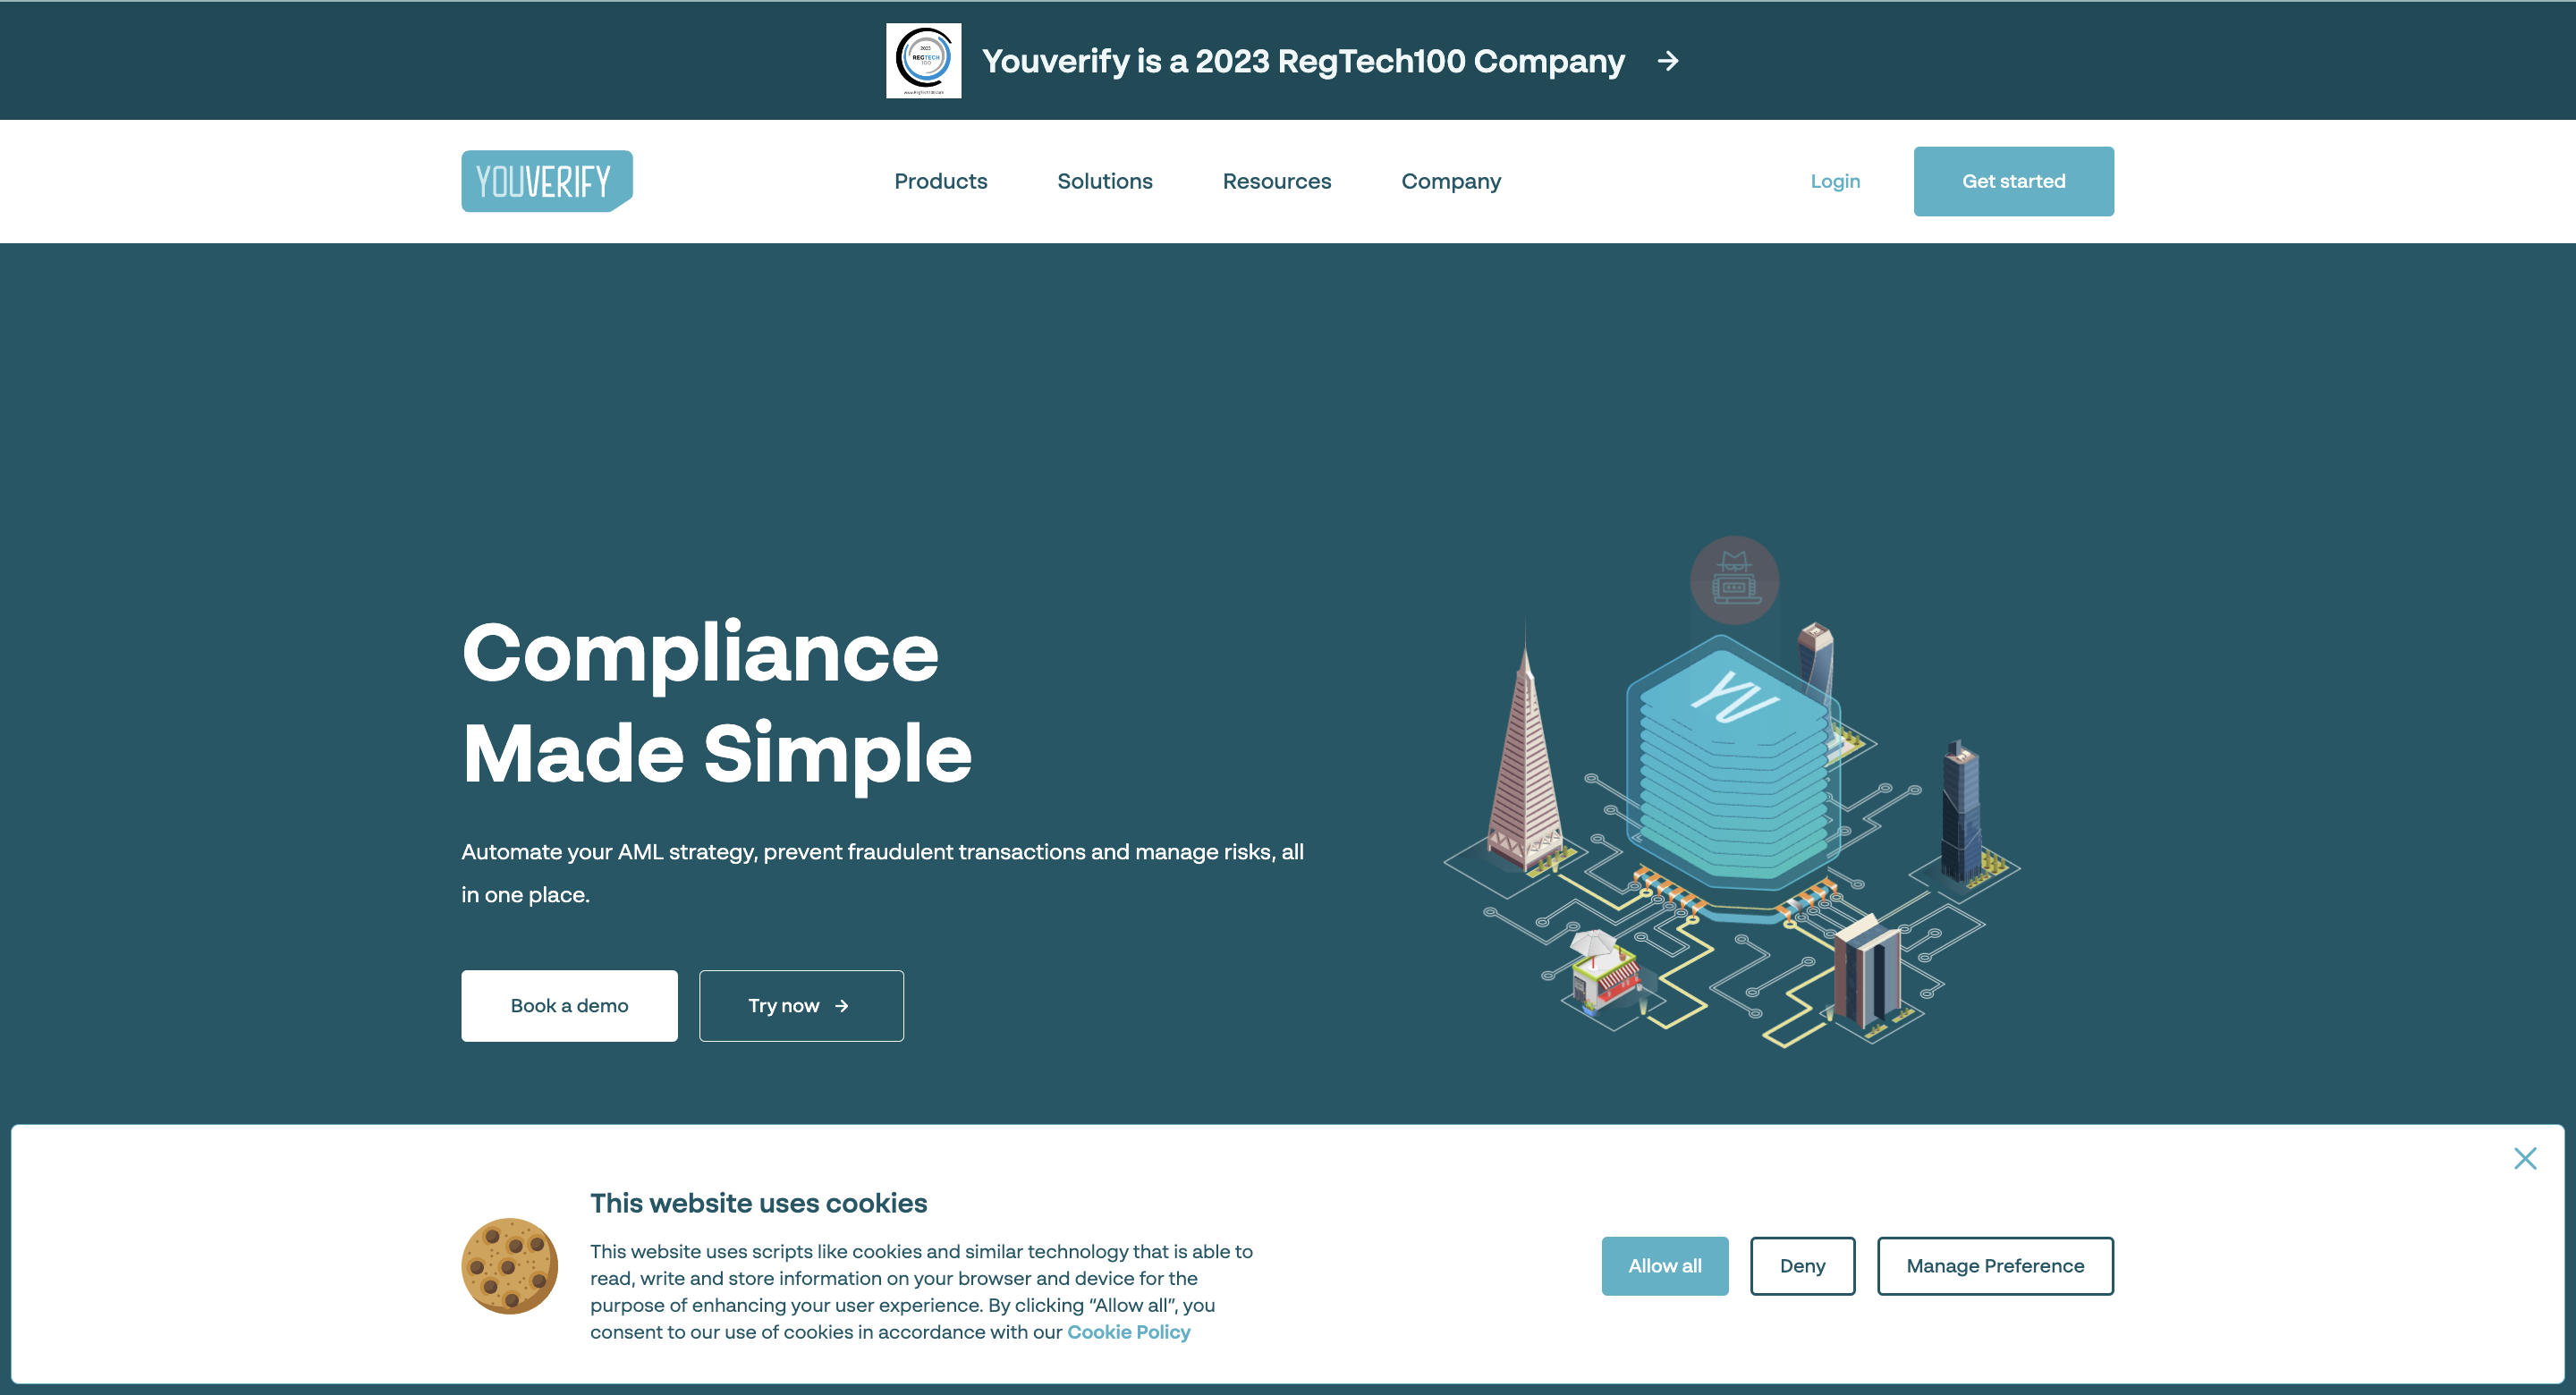 2023
REGTECH
100
www.RegTech100.com
Youverify is a 2023 RegTech100 Company
YOUVERIFY
Products
Solutions
Resources
Company
Login
Get started
YV
Compliance
Made Simple
Automate your AML strategy, prevent fraudulent transactions and manage risks, all
in one place.
Book a demo
Try now
This website uses cookies
This website uses scripts like cookies and similar technology that is able to
read, write and store information on your browser and device for the
purpose of enhancing your user experience. By clicking “Allow all”, you
consent to our use of cookies in accordance with our Cookie Policy
Allow all
Deny
Manage Preference